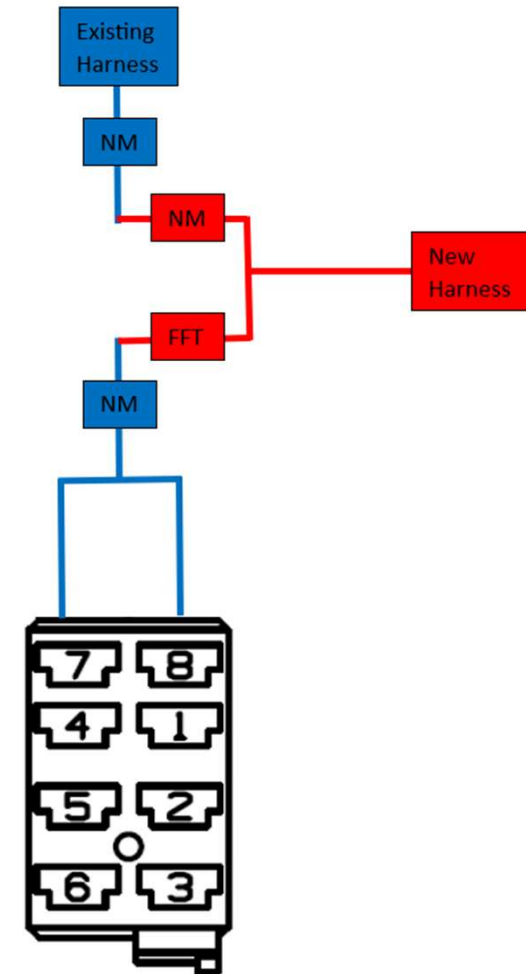 Existing
Harness
NM
NM
New
Harness
FFT
NM
7 8
4 1
5 2
6 3